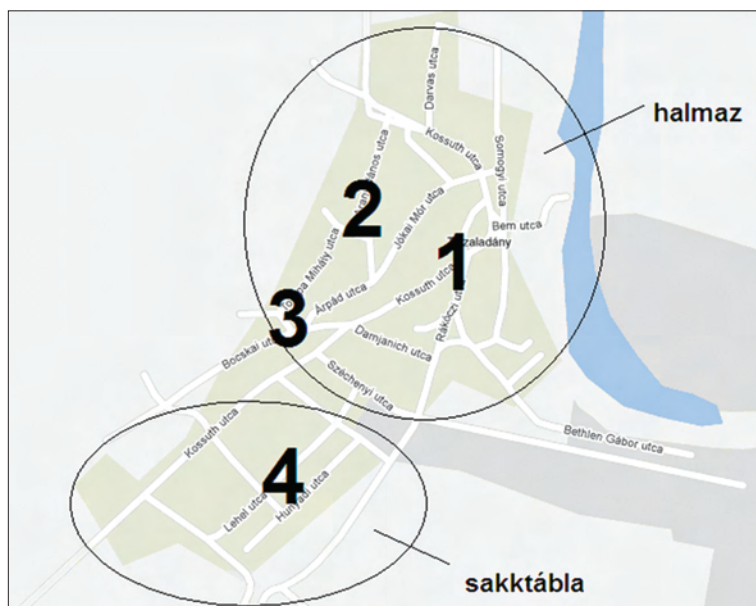 Darvas utca
halmaz
Kossuth utca
Somogyi utca
János utca
2
Jókai Mór utca
Bem utca
zaladány
1
Mihály utca
Kossuth utca
Árpád utca
3
Rákóczi utca
Damjanich utca
Bocskai
Széchenyi utca
Kossuth utca
Bethlen Gábor utca
4
Lehel utca
Hunyadi utca
sakktábla